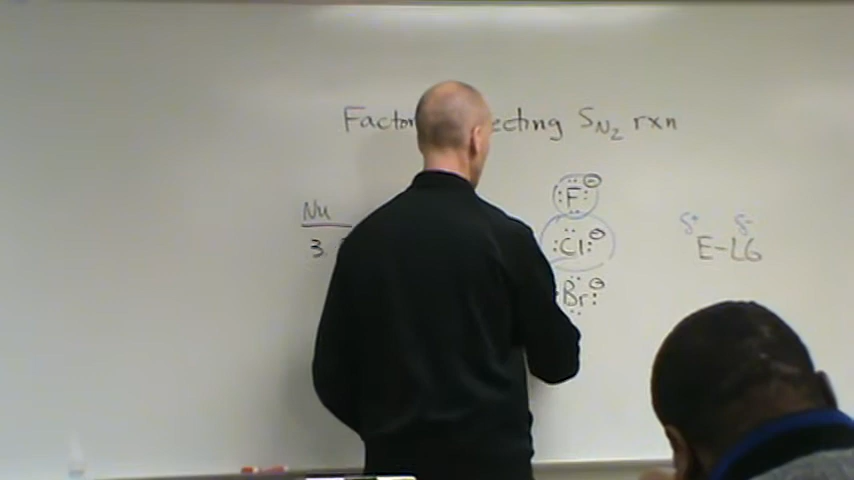 Factor ecting SN2 rxn
:F: ⊖
Nu
δ+ δ-
3
:Cl: ⊖
E-LG
Br: ⊖